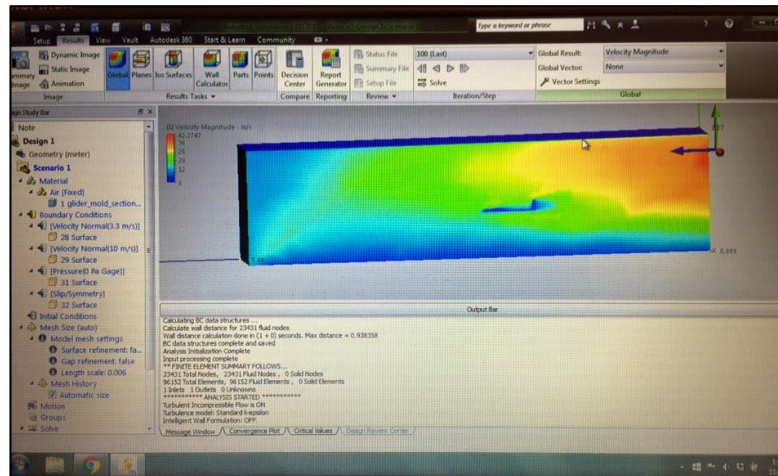 Type a keyword or phrase
Setup Results View Vault Autodesk 360 Start & Learn Community
Dynamic Image
Static Image
Animation
Image
Global Planes Iso Surfaces Wall Calculator Parts Points
Results Tasks
Decision Center
Compare
Report Generator
Reporting
Status File
Summary File
Setup File
Review
100 (Last)
Solve
Iteration/Step
Global Result: Velocity Magnitude
Global Vector: None
Vector Settings
Global
Design Study Bar
Note
Design 1
Geometry (meter)
Scenario 1
Material
Air [Fixed]
1 glider_mold_section...
Boundary Conditions
[Velocity Normal(3.3 m/s)]
28 Surface
[Velocity Normal(10 m/s)]
29 Surface
[Pressure(0 Pa Gage)]
31 Surface
[Slip/Symmetry]
32 Surface
Initial Conditions
Mesh Size (auto)
Model mesh settings
Surface refinement: fa...
Gap refinement: false
Length scale: 0.006
Mesh History
Automatic size
Motion
Groups
Solve
(1) Velocity Magnitude - m/s
42.2747
Output Bar
Calculating BC data structures ...
Calculate wall distance for 23431 fluid nodes
Wall distance calculation done in (1 + 0) seconds. Max distance = 0.938358
BC data structures complete and saved
Analysis Initialization Complete
Input processing complete
** FINITE ELEMENT SUMMARY FOLLOWS...
23431 Total Nodes, 23431 Fluid Nodes , 0 Solid Nodes
96152 Total Elements, 96152 Fluid Elements , 0 Solid Elements
1 Inlets 1 Outlets 0 Unknowns
*********** ANALYSIS STARTED ***********
Turbulent Incompressible Flow is ON
Turbulence model: Standard k-epsilon
Intelligent Wall Formulation: OFF
Message Window Convergence Plot Critical Values Design Review Center